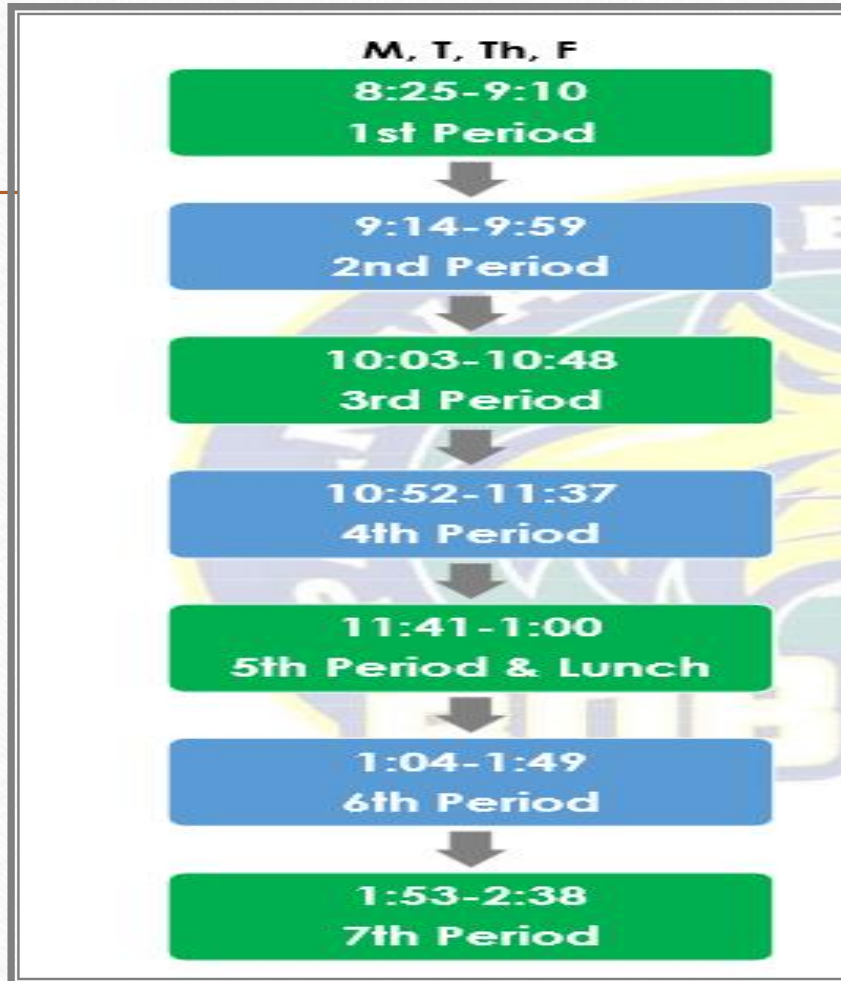 M, T, Th, F
8:25-9:10
1st Period
9:14-9:59
2nd Period
10:03-10:48
3rd Period
10:52-11:37
4th Period
11:41-1:00
5th Period & Lunch
1:04-1:49
6th Period
1:53-2:38
7th Period